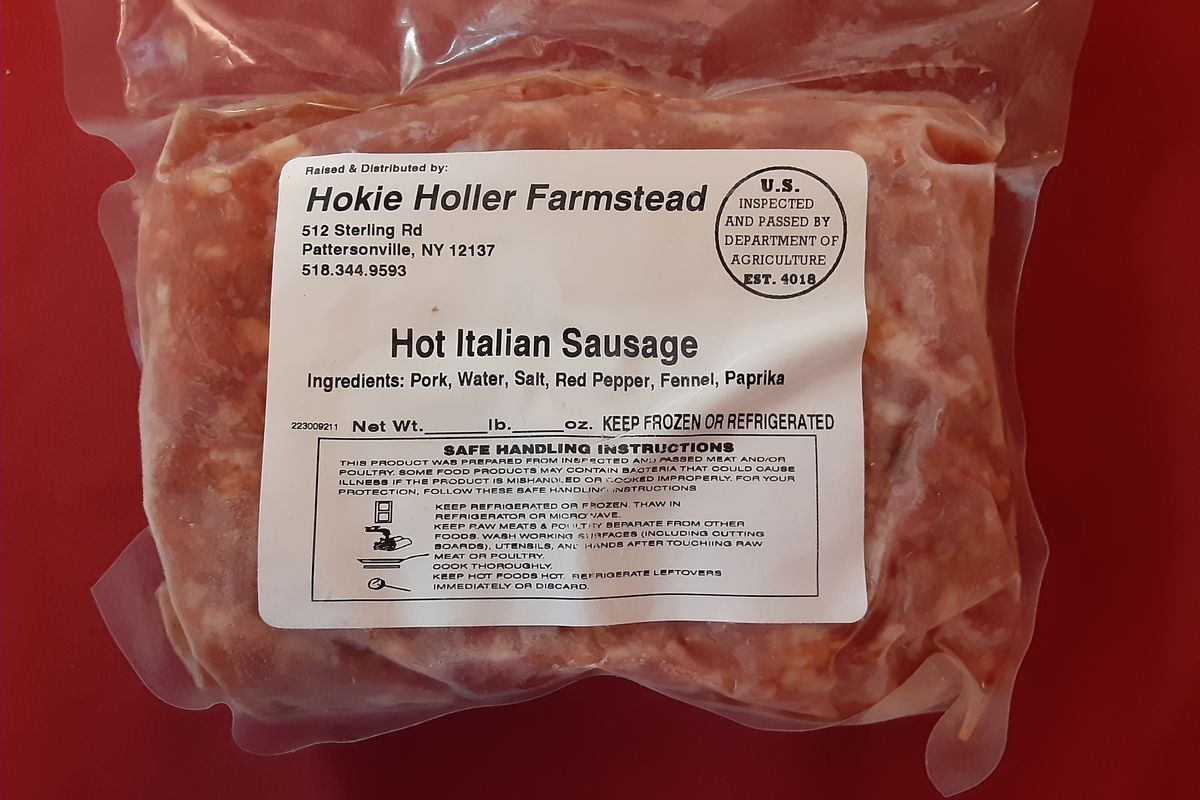 Raised & Distributed by:
Hokie Holler Farmstead
512 Sterling Rd
Pattersonville, NY 12137
518.344.9593
U.S.
INSPECTED
AND PASSED BY
DEPARTMENT OF
AGRICULTURE
EST. 4018
Hot Italian Sausage
Ingredients: Pork, Water, Salt, Red Pepper, Fennel, Paprika
223009211 Net Wt.______lb._____oz. KEEP FROZEN OR REFRIGERATED
SAFE HANDLING INSTRUCTIONS
THIS PRODUCT WAS PREPARED FROM INSPECTED AND PASSED MEAT AND/OR
POULTRY. SOME FOOD PRODUCTS MAY CONTAIN BACTERIA THAT COULD CAUSE
ILLNESS IF THE PRODUCT IS MISHANDLED OR COOKED IMPROPERLY. FOR YOUR
PROTECTION, FOLLOW THESE SAFE HANDLING INSTRUCTIONS
KEEP REFRIGERATED OR FROZEN. THAW IN
REFRIGERATOR OR MICROWAVE.
KEEP RAW MEATS & POULTRY SEPARATE FROM OTHER
FOODS. WASH WORKING SURFACES (INCLUDING CUTTING
BOARDS), UTENSILS, AND HANDS AFTER TOUCHIING RAW
MEAT OR POULTRY.
COOK THOROUGHLY.
KEEP HOT FOODS HOT. REFRIGERATE LEFTOVERS
IMMEDIATELY OR DISCARD.